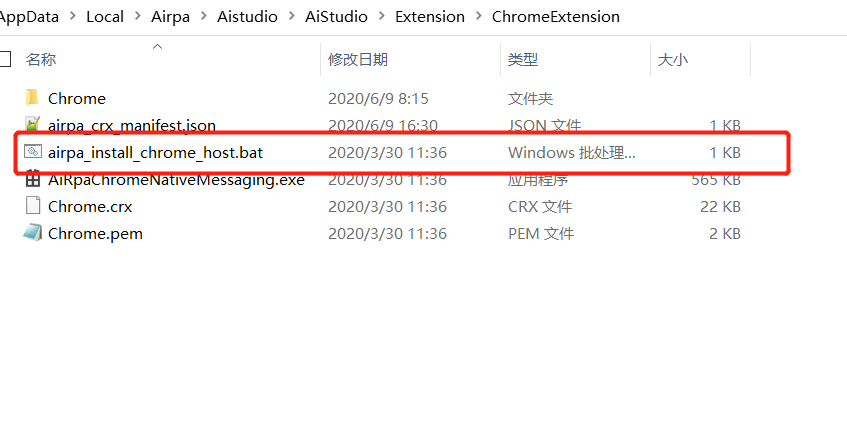 AppData > Local > Airpa > Aistudio > AiStudio > Extension > ChromeExtension
名称 修改日期 类型 大小
Chrome 2020/6/9 8:15 文件夹
airpa_crx_manifest.json 2020/6/9 16:30 JSON 文件 1 KB
airpa_install_chrome_host.bat 2020/3/30 11:36 Windows 批处理... 1 KB
AiRpaChromeNativeMessaging.exe 2020/3/30 11:36 应用程序 565 KB
Chrome.crx 2020/3/30 11:36 CRX 文件 22 KB
Chrome.pem 2020/3/30 11:36 PEM 文件 2 KB